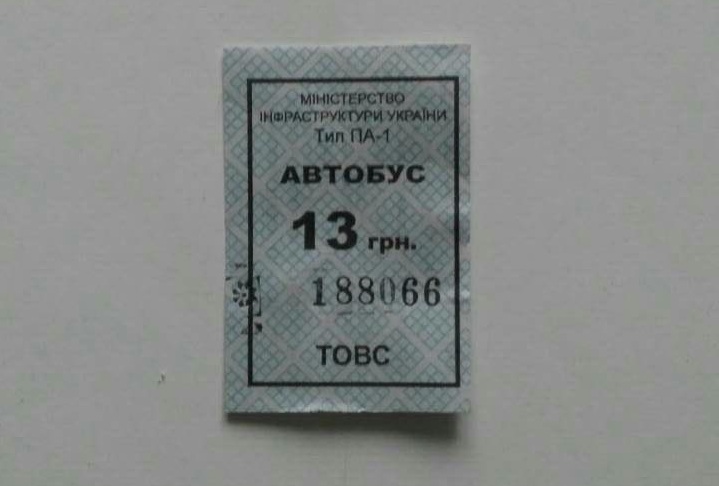 МІНІСТЕРСТВО
ІНФРАСТРУКТУРИ УКРАЇНИ
Тип ПА-1
АВТОБУС
13 грн.
188066
ТОВС